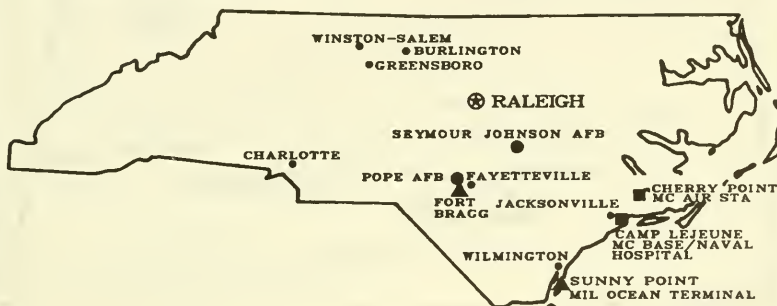 WINSTON-SALEM
BURLINGTON
GREENSBORO
RALEIGH
SEYMOUR JOHNSON AFB
CHARLOTTE
POPE AFB
FAYETTEVILLE
FORT
BRAGG
CHERRY POINT
MC AIR STA
JACKSONVILLE
CAMP LEJEUNE
MC BASE/NAVAL
HOSPITAL
WILMINGTON
SUNNY POINT
MIL OCEAN TERMINAL